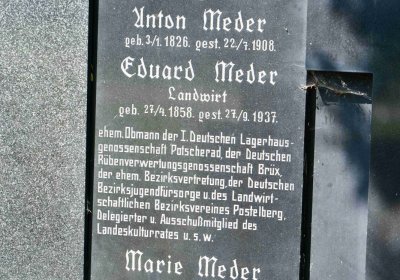 Anton Meder
geb. 3/1. 1826. gest. 22/7. 1908.
Eduard Meder
Landwirt
geb. 27/4. 1858. gest. 27/9. 1937.
ehem. Obmann der I. Deutschen Lagerhaus-
genossenschaft Potscherad, der Deutschen
Rübenverwertungsgenossenschaft Brüx,
der ehem. Bezirksvertretung, der Deutschen
Bezirksjugendfürsorge u. des Landwirt-
schaftlichen Bezirksvereines Postelberg,
Delegierter u. Ausschußmitglied des
Landeskulturrates u. s. w.
Marie Meder